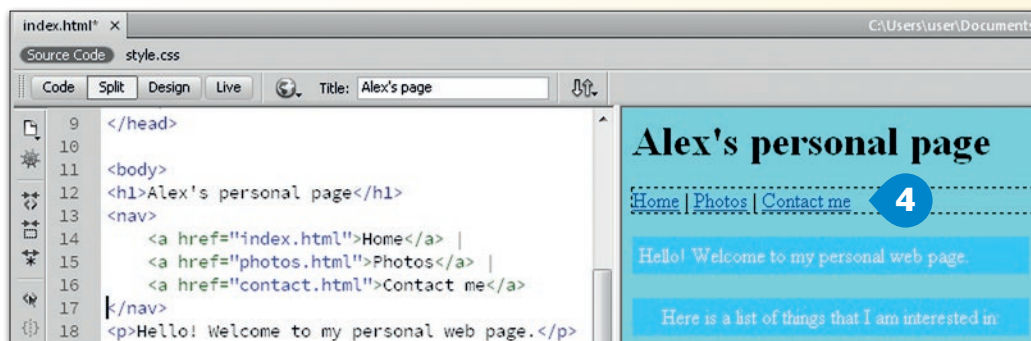 index.html* × C:\Users\user\Documents
Source Code style.css
Code Split Design Live Title: Alex's page
9 </head>
10
11 <body>
12 <h1>Alex's personal page</h1>
13 <nav>
14 <a href="index.html">Home</a> |
15 <a href="photos.html">Photos</a> |
16 <a href="contact.html">Contact me</a>
17 </nav>
18 <p>Hello! Welcome to my personal web page.</p>
Alex's personal page
Home | Photos | Contact me 4
Hello! Welcome to my personal web page.
Here is a list of things that I am interested in: